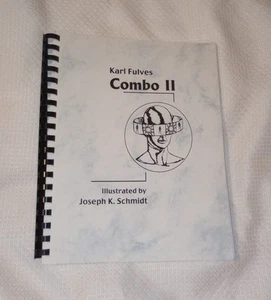 Karl Fulves
Combo II
Illustrated by
Joseph K. Schmidt